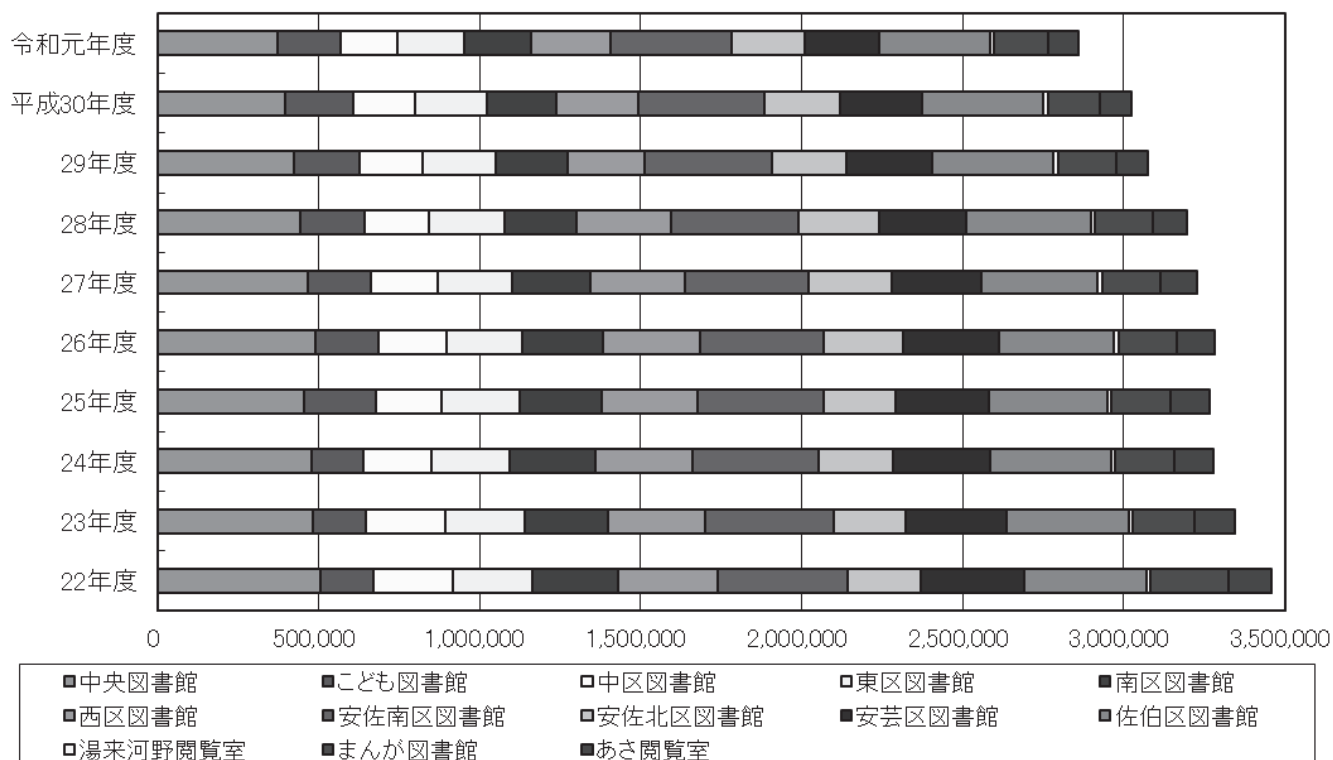 令和元年度
平成30年度
29年度
28年度
27年度
26年度
25年度
24年度
23年度
22年度
0 500,000 1,000,000 1,500,000 2,000,000 2,500,000 3,000,000 3,500,000
中央図書館 こども図書館 中区図書館 東区図書館 南区図書館
西区図書館 安佐南区図書館 安佐北区図書館 安芸区図書館 佐伯区図書館
湯来河野閲覧室 まんが図書館 あさ閲覧室